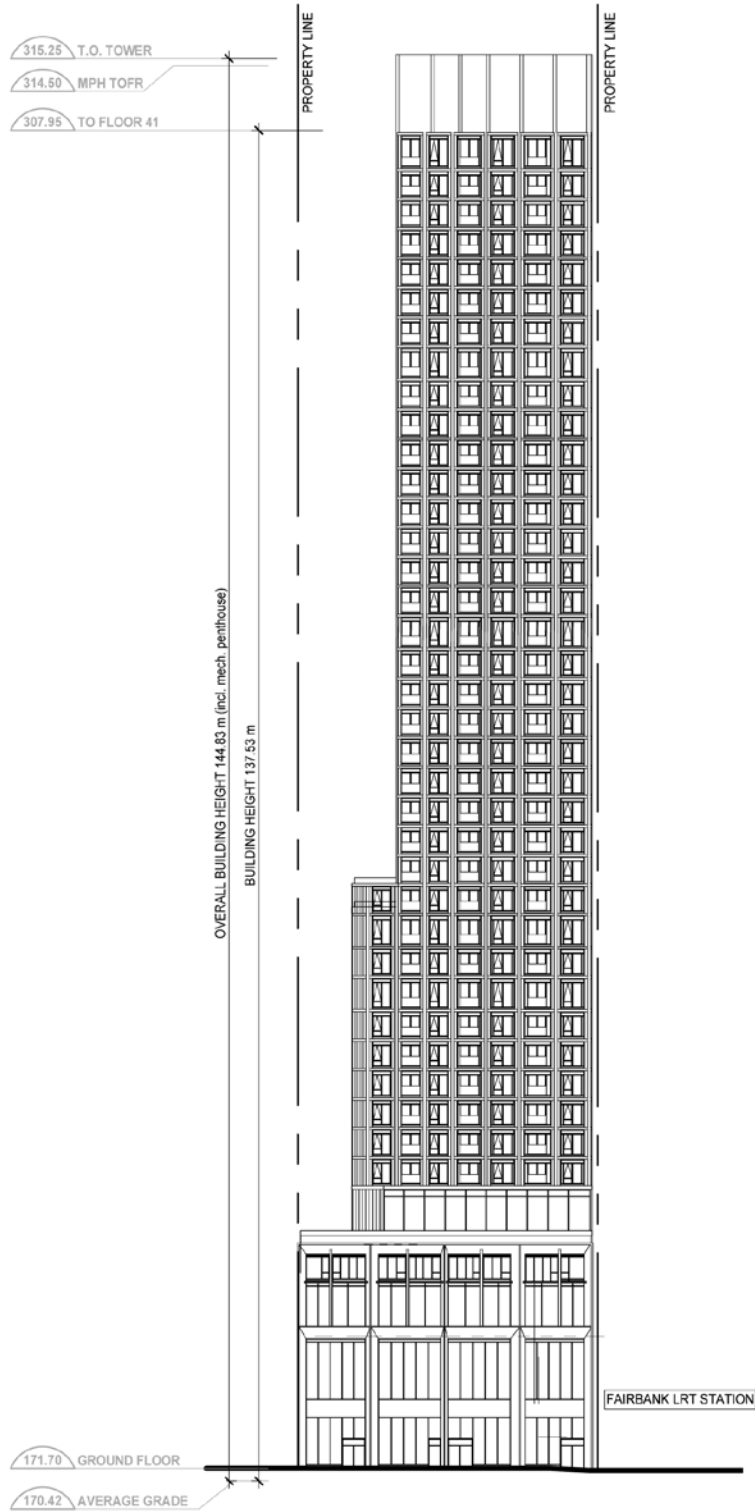 315.25 T.O. TOWER
314.50 MPH TOFR
307.95 TO FLOOR 41
PROPERTY LINE
PROPERTY LINE
OVERALL BUILDING HEIGHT 144.83 m (incl. mech. penthouse)
BUILDING HEIGHT 137.53 m
FAIRBANK LRT STATION
171.70 GROUND FLOOR
170.42 AVERAGE GRADE